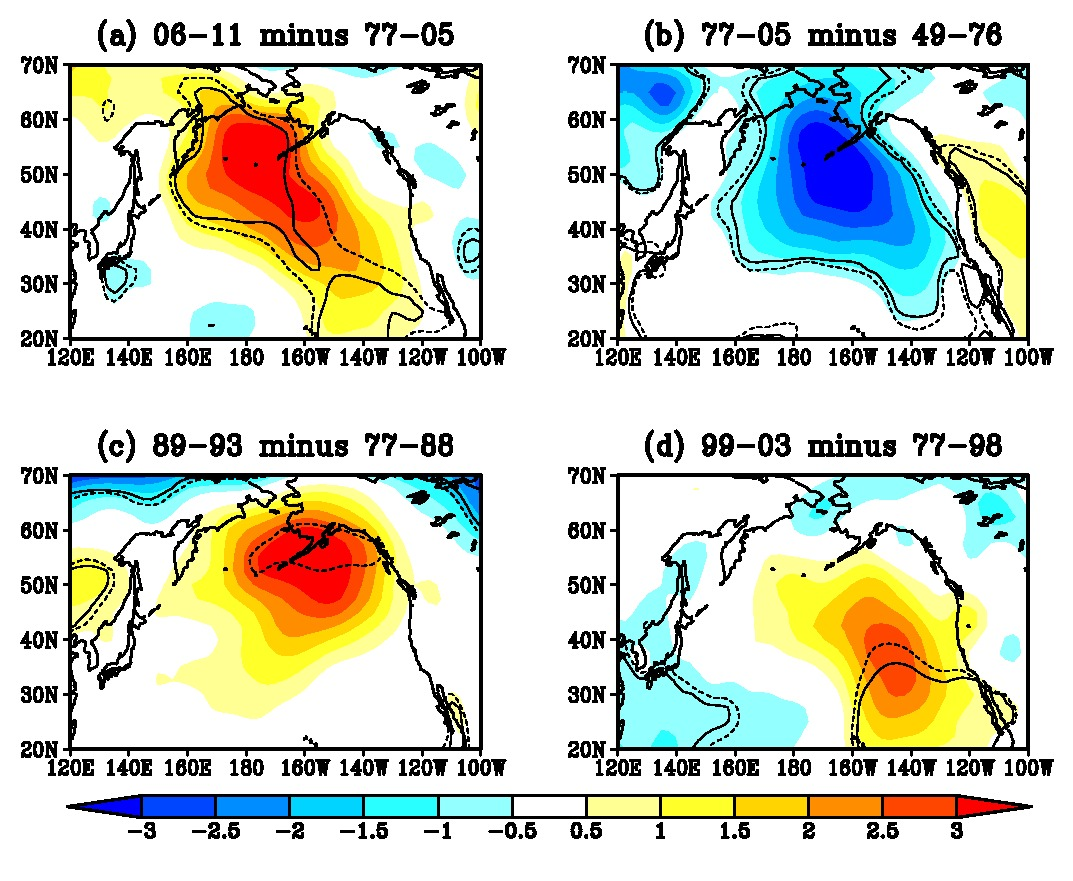 (a) 06-11 minus 77-05
(b) 77-05 minus 49-76
70N
60N
50N
40N
30N
20N
120E 140E 160E 180 160W 140W 120W 100W
70N
60N
50N
40N
30N
20N
120E 140E 160E 180 160W 140W 120W 100W
(c) 89-93 minus 77-88
(d) 99-03 minus 77-98
70N
60N
50N
40N
30N
20N
120E 140E 160E 180 160W 140W 120W 100W
70N
60N
50N
40N
30N
20N
120E 140E 160E 180 160W 140W 120W 100W
-3 -2.5 -2 -1.5 -1 -0.5 0.5 1 1.5 2 2.5 3